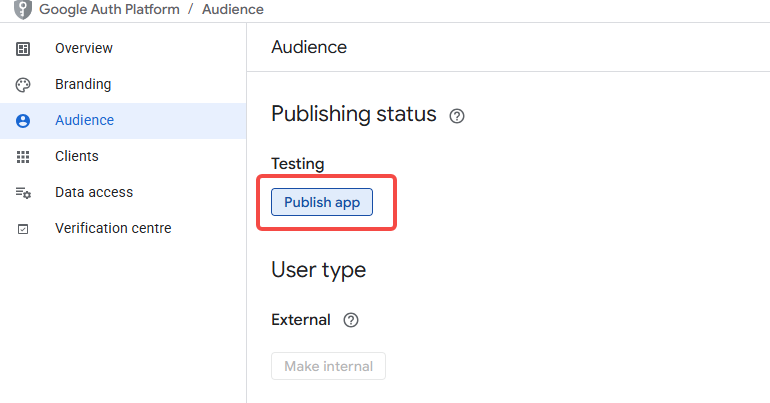 Google Auth Platform / Audience
Overview
Branding
Audience
Clients
Data access
Verification centre
Audience
Publishing status
Testing
Publish app
User type
External
Make internal